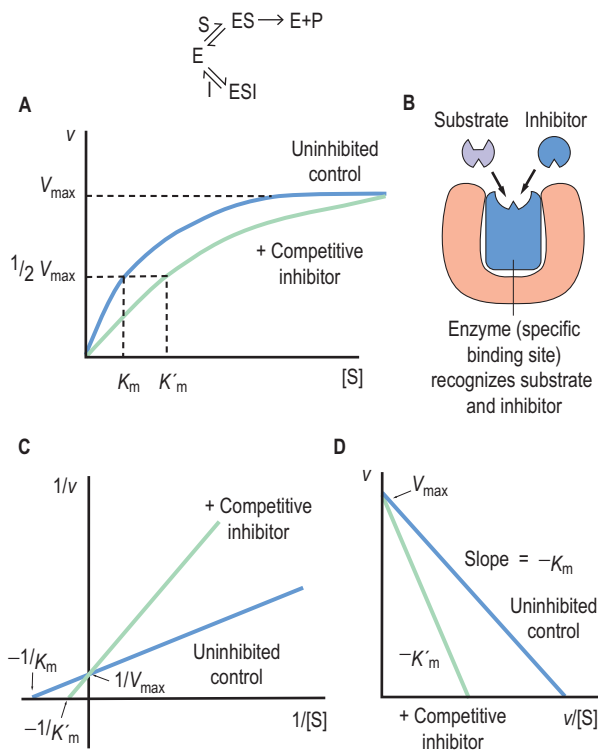 S ES → E+P
E
I ESI
A
v
Vmax
1/2 Vmax
Uninhibited
control
+ Competitive
inhibitor
Km K′m [S]
B
Substrate Inhibitor
Enzyme (specific
binding site)
recognizes substrate
and inhibitor
C
1/v
+ Competitive
inhibitor
−1/Km
Uninhibited
control
1/Vmax
−1/K′m
1/[S]
D
v
Vmax
Slope = −Km
Uninhibited
control
−K′m
+ Competitive
inhibitor
v/[S]